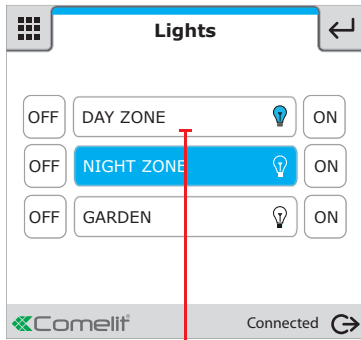 Lights
OFF DAY ZONE ON
OFF NIGHT ZONE ON
OFF GARDEN ON
Comelit Connected